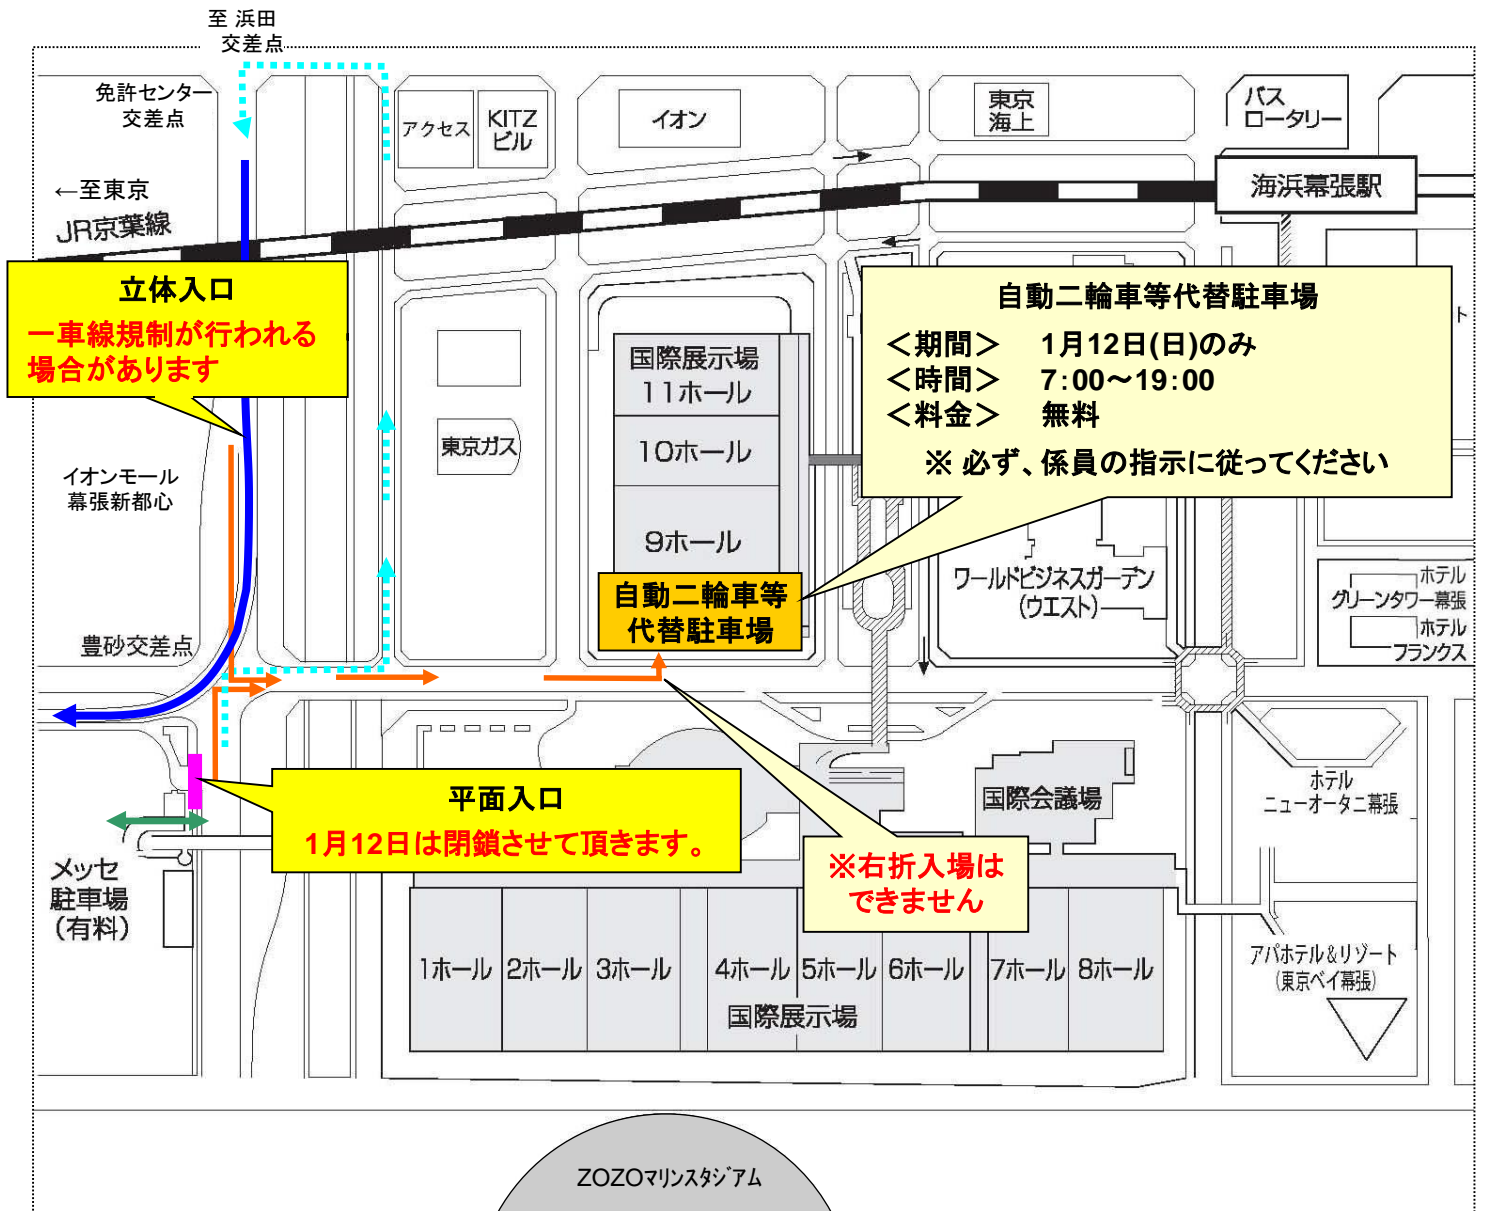 至 浜田
交差点
免許センター
交差点
アクセス
KITZ
ビル
イオン
東京
海上
バス
ロータリー
←至東京
JR京葉線
海浜幕張駅
立体入口
一車線規制が行われる
場合があります
自動二輪車等代替駐車場
<期間> 1月12日(日)のみ
<時間> 7:00～19:00
<料金> 無料
※ 必ず、係員の指示に従ってください
ト
国際展示場
11ホール
10ホール
9ホール
東京ガス
イオンモール
幕張新都心
自動二輪車等
代替駐車場
ワールドビジネスガーデン
(ウエスト)
ホテル
グリーンタワー幕張
ホテル
フランクス
豊砂交差点
平面入口
1月12日は閉鎖させて頂きます。
国際会議場
ホテル
ニューオータニ幕張
※右折入場は
できません
メッセ
駐車場
(有料)
1ホール
2ホール
3ホール
4ホール
5ホール
6ホール
7ホール
8ホール
国際展示場
アパホテル&リゾート
(東京ベイ幕張)
ZOZOマリンスタジアム